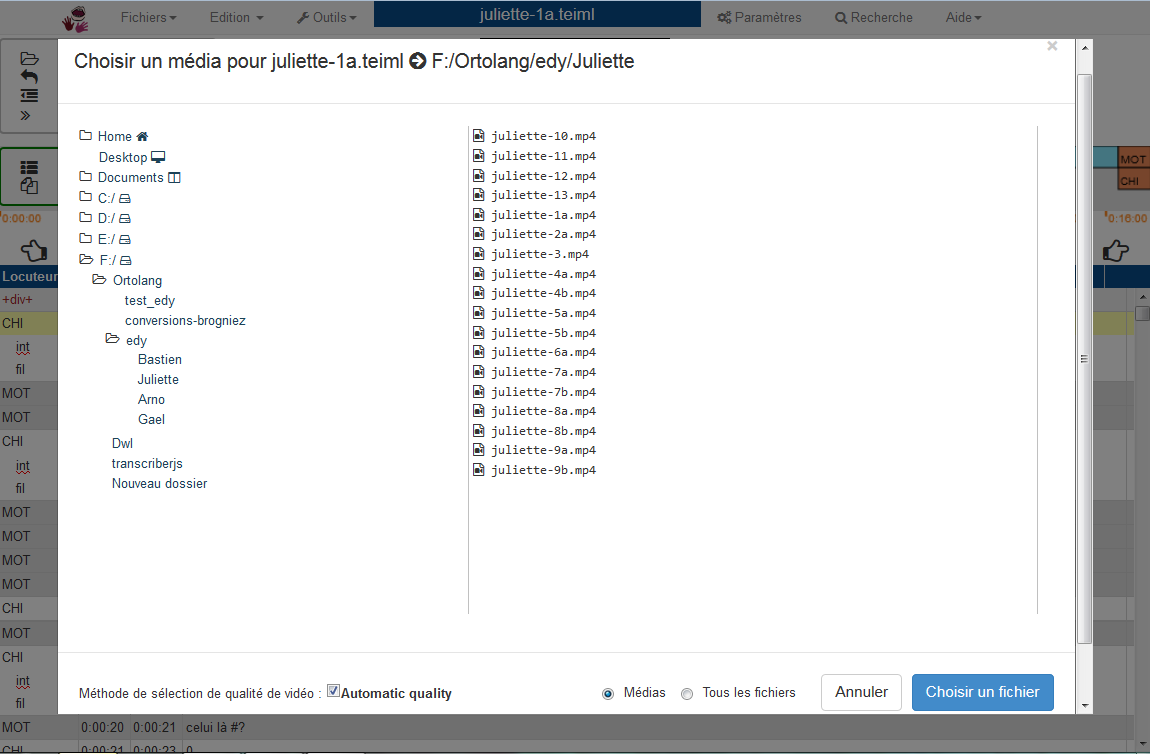 Fichiers Edition Outils juliette-1a.teiml Paramètres Recherche Aide
Choisir un média pour juliette-1a.teiml F:/Ortolang/edy/Juliette
×
Home
Desktop
Documents
C:/
D:/
E:/
F:/
Ortolang
test_edy
conversions-brogniez
edy
Bastien
Juliette
Arno
Gael
Dwl
transcriberjs
Nouveau dossier
juliette-10.mp4
juliette-11.mp4
juliette-12.mp4
juliette-13.mp4
juliette-1a.mp4
juliette-2a.mp4
juliette-3.mp4
juliette-4a.mp4
juliette-4b.mp4
juliette-5a.mp4
juliette-5b.mp4
juliette-6a.mp4
juliette-7a.mp4
juliette-7b.mp4
juliette-8a.mp4
juliette-8b.mp4
juliette-9a.mp4
juliette-9b.mp4
Méthode de sélection de qualité de vidéo : Automatic quality
Médias Tous les fichiers Annuler Choisir un fichier
MOT
CHI
0:00:00 0:16:00
Locuteur
+div+
CHI
int
fil
MOT
MOT
CHI
int
fil
MOT
MOT
MOT
MOT
CHI
MOT
CHI
int
fil
MOT 0:00:20 0:00:21 celui là #?
CHI 0:00:21 0:00:23 0